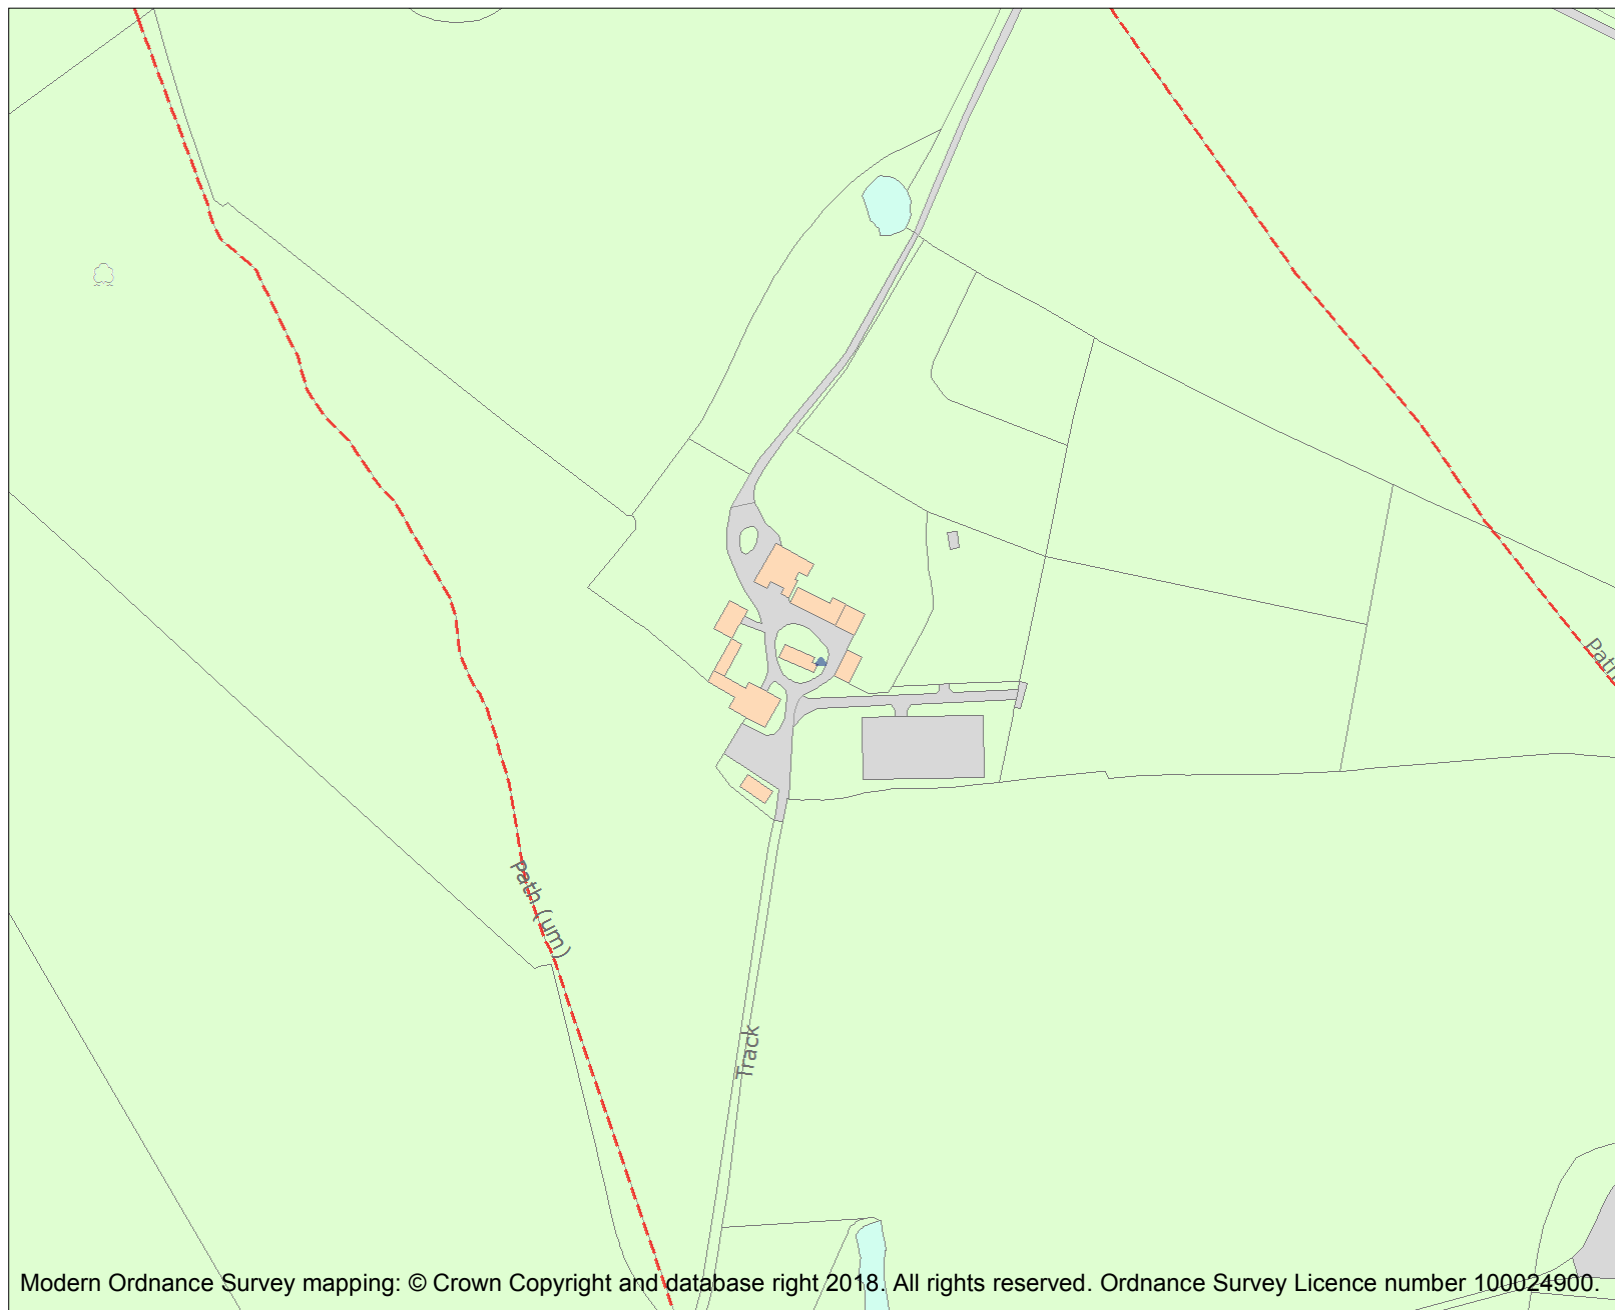 Path
Path (um)
Track
Modern Ordnance Survey mapping: © Crown Copyright and database right 2018. All rights reserved. Ordnance Survey Licence number 100024900.